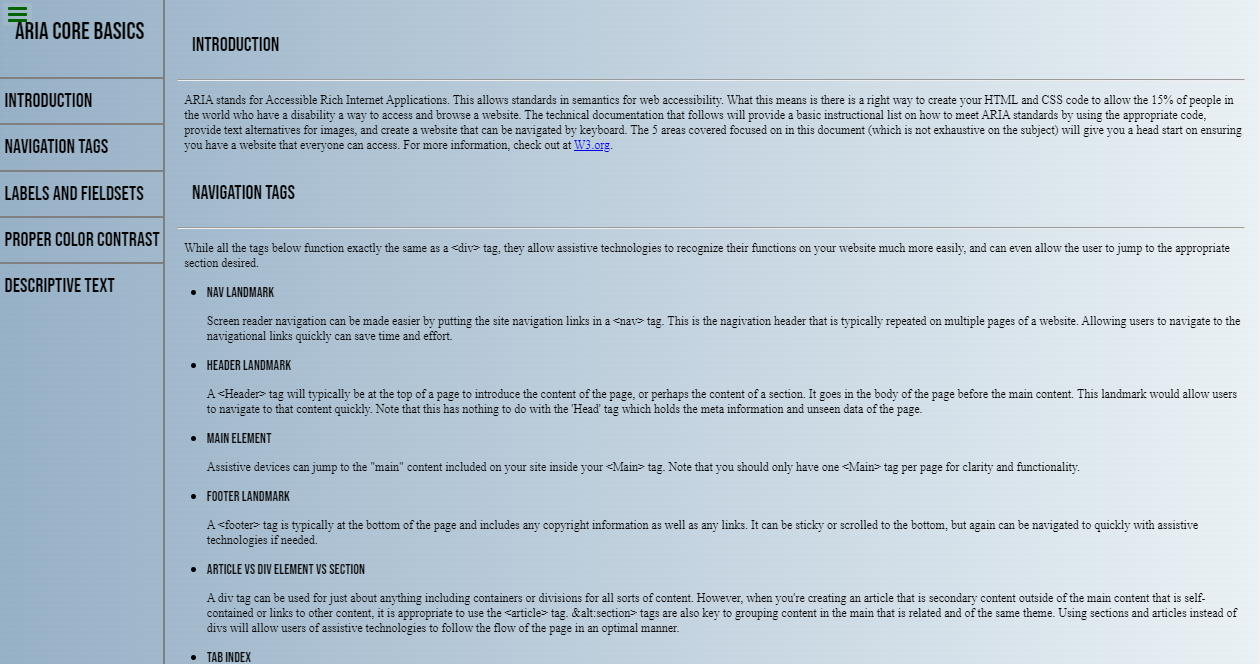 ARIA CORE BASICS
INTRODUCTION
NAVIGATION TAGS
LABELS AND FIELDSETS
PROPER COLOR CONTRAST
DESCRIPTIVE TEXT
INTRODUCTION
ARIA stands for Accessible Rich Internet Applications. This allows standards in semantics for web accessibility. What this means is there is a right way to create your HTML and CSS code to allow the 15% of people in
the world who have a disability a way to access and browse a website. The technical documentation that follows will provide a basic instructional list on how to meet ARIA standards by using the appropriate code,
provide text alternatives for images, and create a website that can be navigated by keyboard. The 5 areas covered focused on in this document (which is not exhaustive on the subject) will give you a head start on ensuring
you have a website that everyone can access. For more information, check out at W3.org.
NAVIGATION TAGS
While all the tags below function exactly the same as a <div> tag, they allow assistive technologies to recognize their functions on your website much more easily, and can even allow the user to jump to the appropriate
section desired.
NAV LANDMARK
Screen reader navigation can be made easier by putting the site navigation links in a <nav> tag. This is the nagivation header that is typically repeated on multiple pages of a website. Allowing users to navigate to the
navigational links quickly can save time and effort.
HEADER LANDMARK
A <Header> tag will typically be at the top of a page to introduce the content of the page, or perhaps the content of a section. It goes in the body of the page before the main content. This landmark would allow users
to navigate to that content quickly. Note that this has nothing to do with the 'Head' tag which holds the meta information and unseen data of the page.
MAIN ELEMENT
Assistive devices can jump to the "main" content included on your site inside your <Main> tag. Note that you should only have one <Main> tag per page for clarity and functionality.
FOOTER LANDMARK
A <footer> tag is typically at the bottom of the page and includes any copyright information as well as any links. It can be sticky or scrolled to the bottom, but again can be navigated to quickly with assistive
technologies if needed.
ARTICLE VS DIV ELEMENT VS SECTION
A div tag can be used for just about anything including containers or divisions for all sorts of content. However, when you're creating an article that is secondary content outside of the main content that is self-
contained or links to other content, it is appropriate to use the <article> tag. &alt:section> tags are also key to grouping content in the main that is related and of the same theme. Using sections and articles instead of
divs will allow users of assistive technologies to follow the flow of the page in an optimal manner.
TAB INDEX